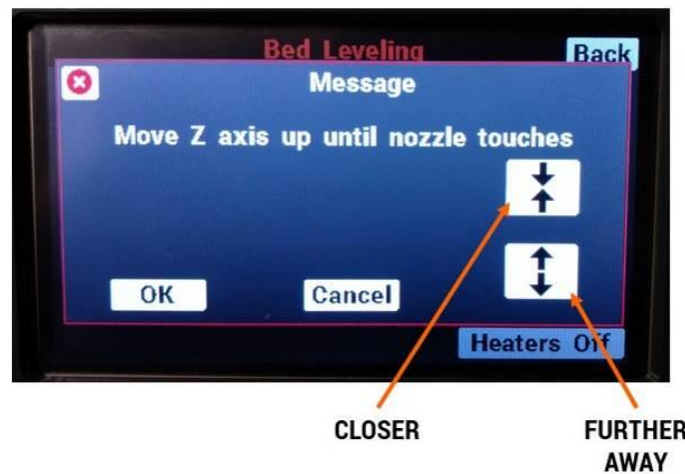 Bed Leveling
Back
Message
Move Z axis up until nozzle touches
OK
Cancel
Heaters Off
CLOSER
FURTHER
AWAY